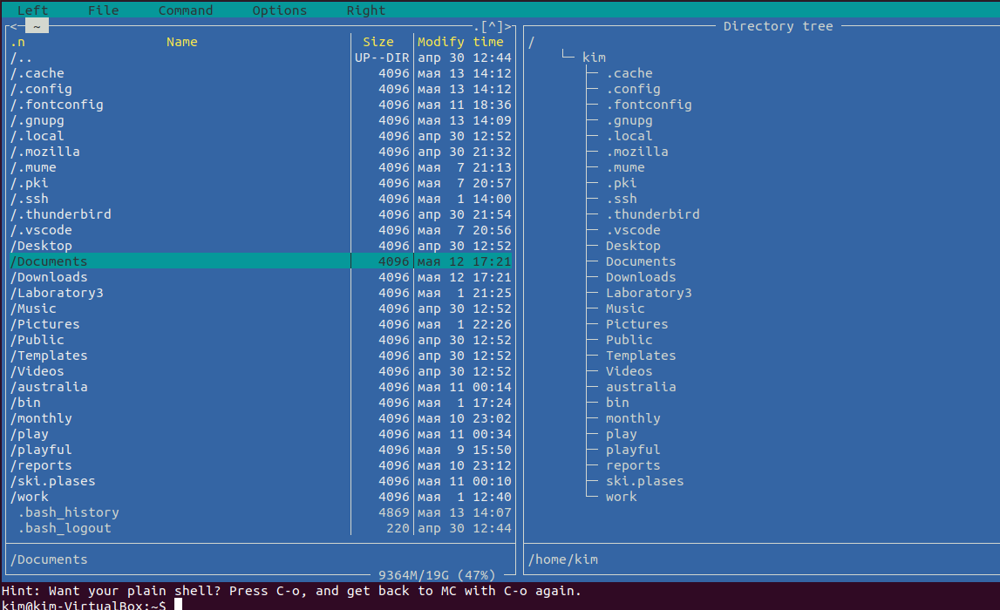 Left File Command Options Right
<- ~ .[^]>
.n Name Size Modify time
/.. UP--DIR апр 30 12:44
/.cache 4096 мая 13 14:12
/.config 4096 мая 13 14:12
/.fontconfig 4096 мая 11 18:36
/.gnupg 4096 мая 13 14:09
/.local 4096 апр 30 12:52
/.mozilla 4096 апр 30 21:32
/.mume 4096 мая 7 21:13
/.pki 4096 мая 7 20:57
/.ssh 4096 мая 1 14:00
/.thunderbird 4096 апр 30 21:54
/.vscode 4096 мая 7 20:56
/Desktop 4096 апр 30 12:52
/Documents 4096 мая 12 17:21
/Downloads 4096 мая 12 17:21
/Laboratory3 4096 мая 1 21:25
/Music 4096 апр 30 12:52
/Pictures 4096 мая 1 22:26
/Public 4096 апр 30 12:52
/Templates 4096 апр 30 12:52
/Videos 4096 апр 30 12:52
/australia 4096 мая 11 00:14
/bin 4096 мая 1 17:24
/monthly 4096 мая 10 23:02
/play 4096 мая 11 00:34
/playful 4096 мая 9 15:50
/reports 4096 мая 10 23:12
/ski.plases 4096 мая 11 00:10
/work 4096 мая 1 12:40
.bash_history 4869 мая 13 14:07
.bash_logout 220 апр 30 12:44
/Documents
9364M/19G (47%)
Directory tree
/
kim
.cache
.config
.fontconfig
.gnupg
.local
.mozilla
.mume
.pki
.ssh
.thunderbird
.vscode
Desktop
Documents
Downloads
Laboratory3
Music
Pictures
Public
Templates
Videos
australia
bin
monthly
play
playful
reports
ski.plases
work
/home/kim
Hint: Want your plain shell? Press C-o, and get back to MC with C-o again.
kim@kim-VirtualBox:~$